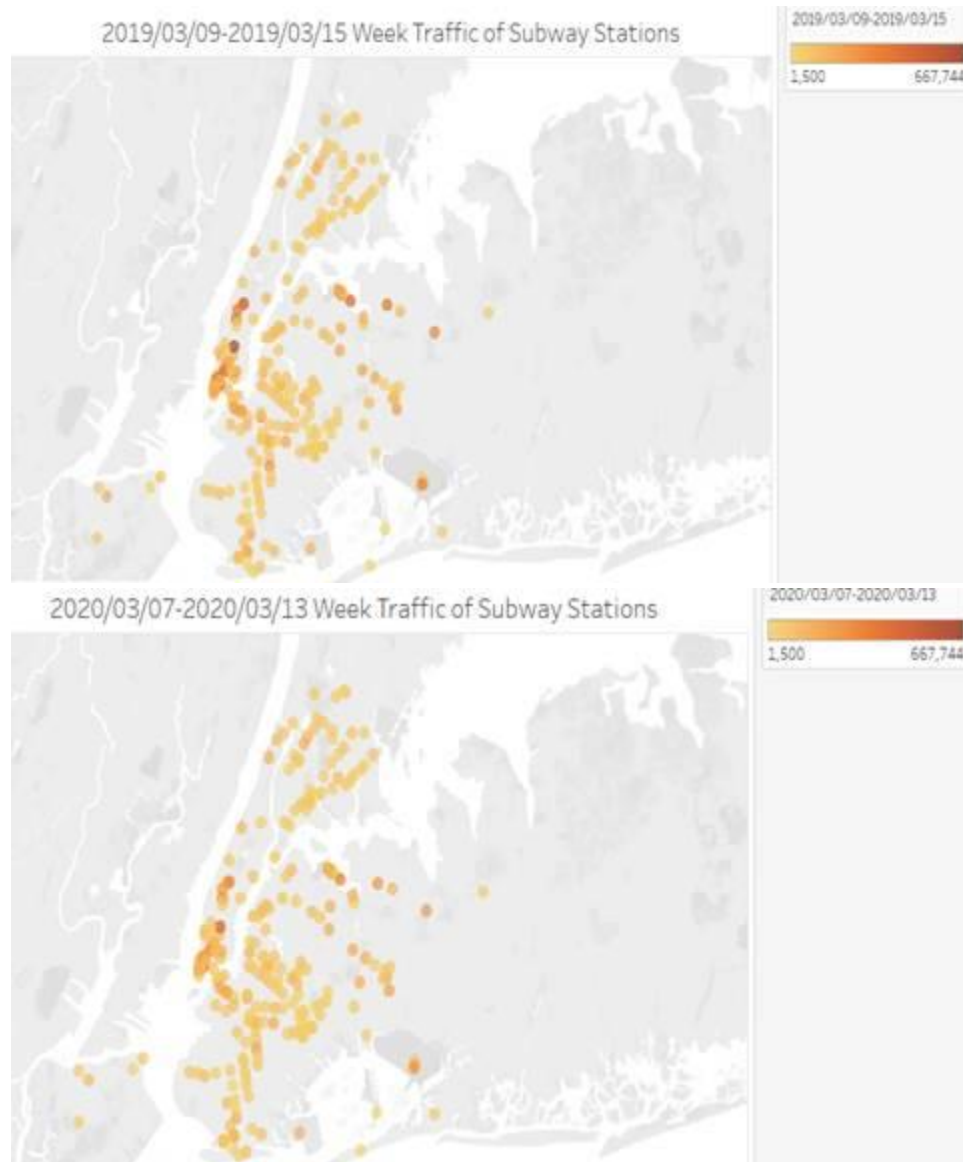 2019/03/09-2019/03/15 Week Traffic of Subway Stations
2019/03/09-2019/03/15
1,500 667,744
2020/03/07-2020/03/13 Week Traffic of Subway Stations
2020/03/07-2020/03/13
1,500 667,744